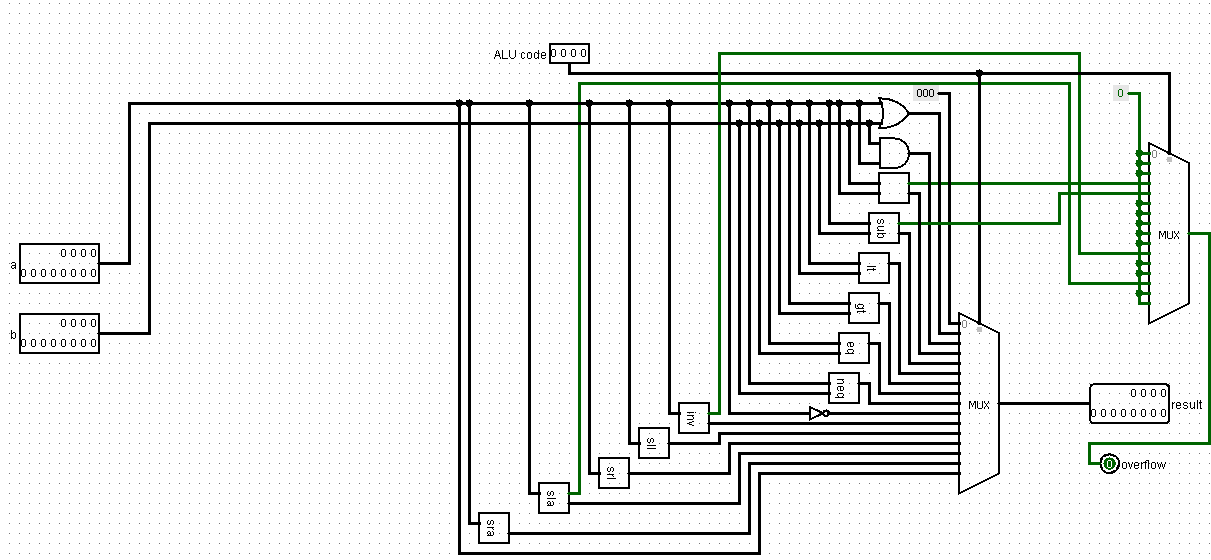 ALU code 0 0 0 0
000
0
0
MUX
sub
lt
gt
a
0 0 0 0
0 0 0 0 0 0 0 0
b
0 0 0 0
0 0 0 0 0 0 0 0
0
eq
neq
MUX
0 0 0 0
0 0 0 0 0 0 0 0
result
inv
sll
srl
sla
sra
0
overflow